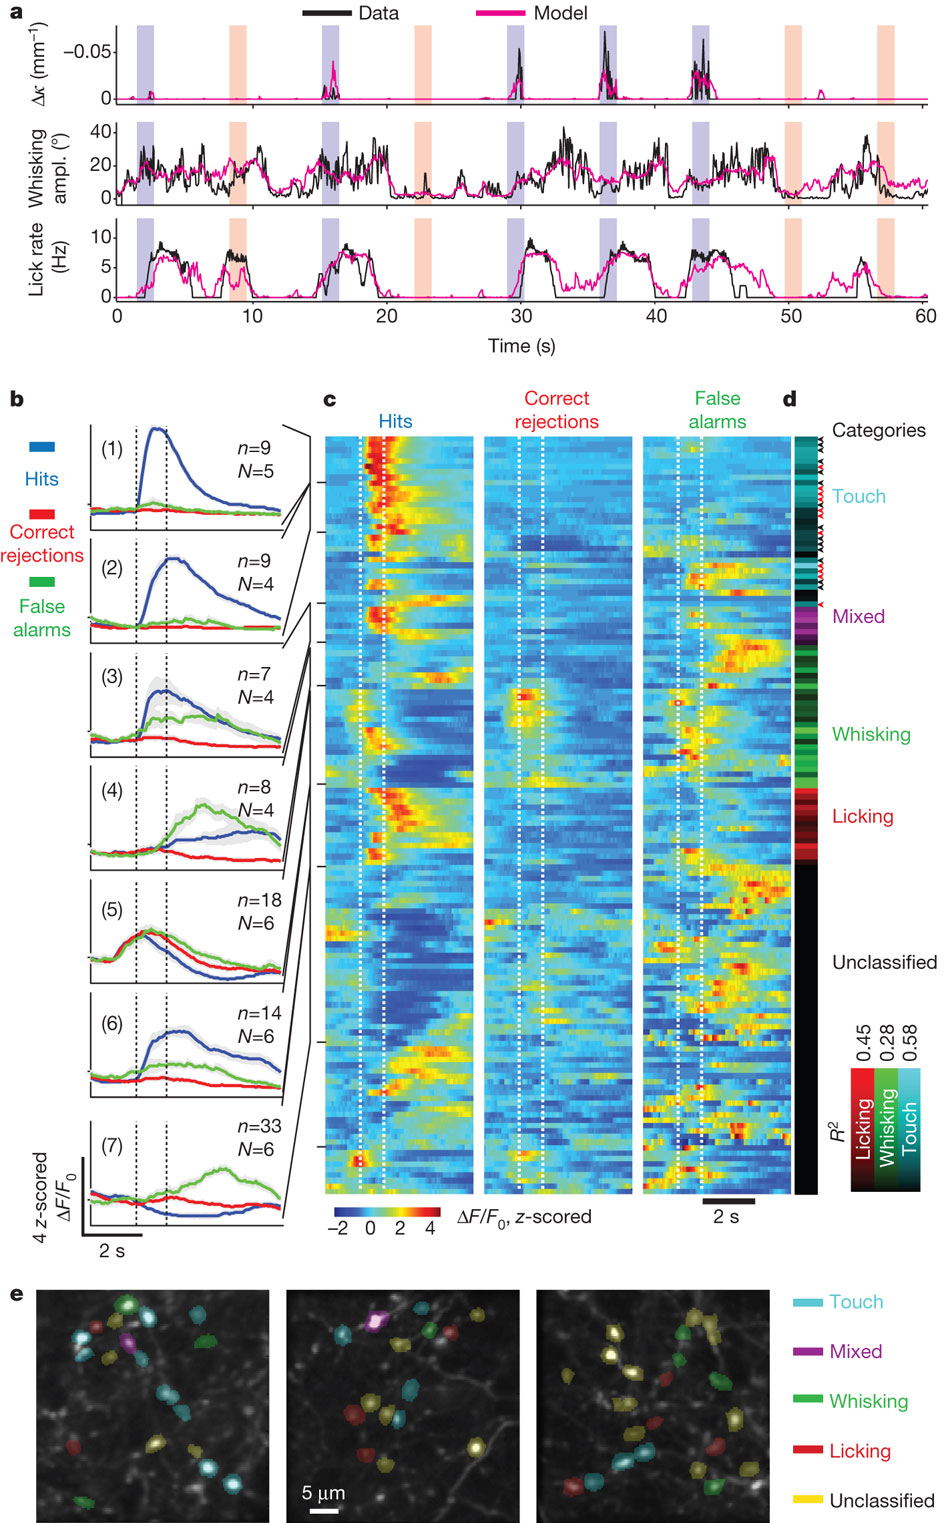 a
Data
Model
Δκ (mm⁻¹)
−0.05
0
Whisking
ampl. (°)
40
20
0
Lick rate
(Hz)
10
5
0
0
10
20
30
40
50
60
Time (s)
b
Hits
Correct
rejections
False
alarms
(1)
n=9
N=5
(2)
n=9
N=4
(3)
n=7
N=4
(4)
n=8
N=4
(5)
n=18
N=6
(6)
n=14
N=6
(7)
n=33
N=6
4 z-scored
ΔF/F₀
2 s
c
Hits
Correct
rejections
False
alarms
−2
0
2
4
ΔF/F₀, z-scored
2 s
d
Categories
Touch
Mixed
Whisking
Licking
Unclassified
0.45
0.28
0.58
R²
Licking
Whisking
Touch
e
5 μm
Touch
Mixed
Whisking
Licking
Unclassified